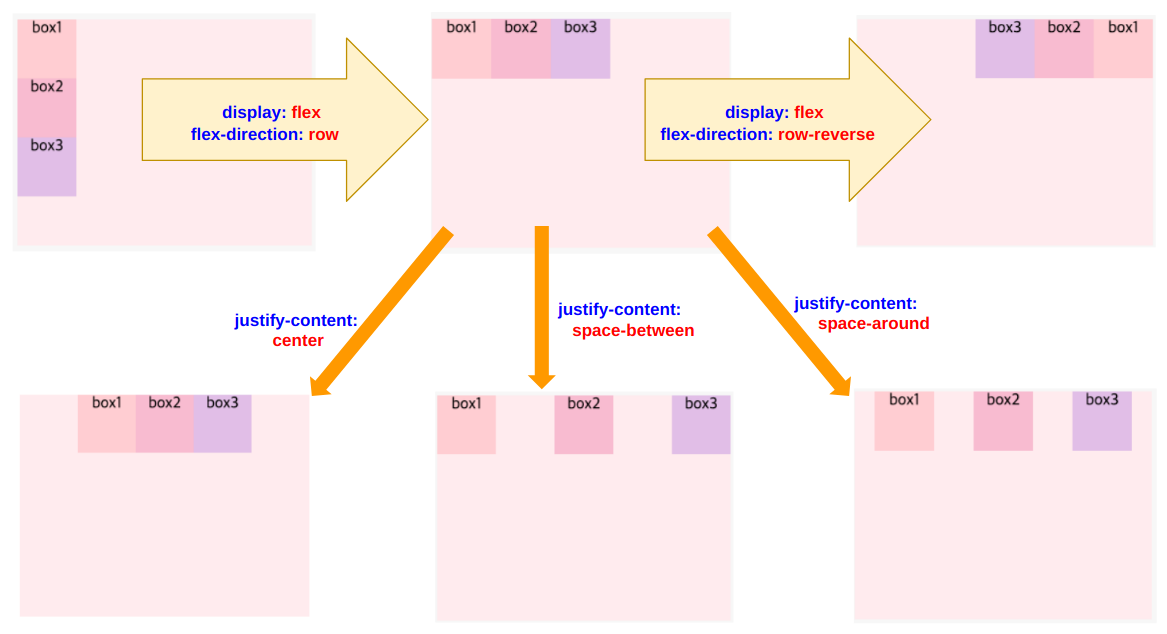 box1
box2
box3
display: flex
flex-direction: row
box1 box2 box3
display: flex
flex-direction: row-reverse
box3 box2 box1
justify-content:
center
justify-content:
space-between
justify-content:
space-around
box1 box2 box3
box1 box2 box3
box1 box2 box3